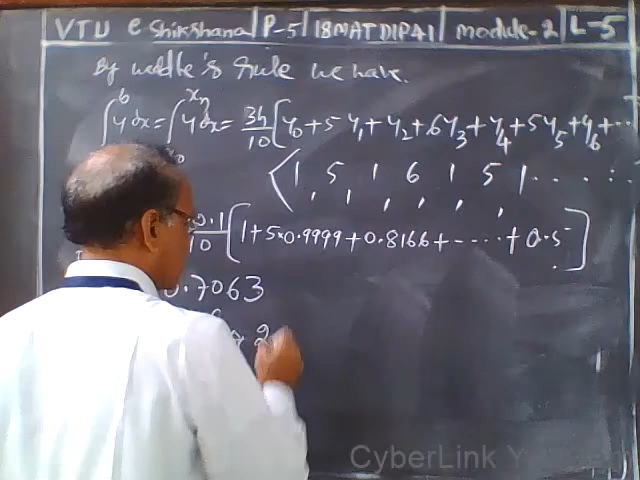 VTU e Shikshana | P-5 | 18MATDIP41 | module-2 | L-5
By weddle's rule we have.
∫ᵇ y dx = ∫ˣⁿ y dx = 3h/10 [y₀ + 5y₁ + y₂ + 6y₃ + y₄ + 5y₅ + y₆ + ...
⟨ 1, 5, 1, 6, 1, 5, 1 ....
0.1/10 [1 + 5×0.9999 + 0.8166 + ----- + 0.5]
0.7063
2
CyberLink Y